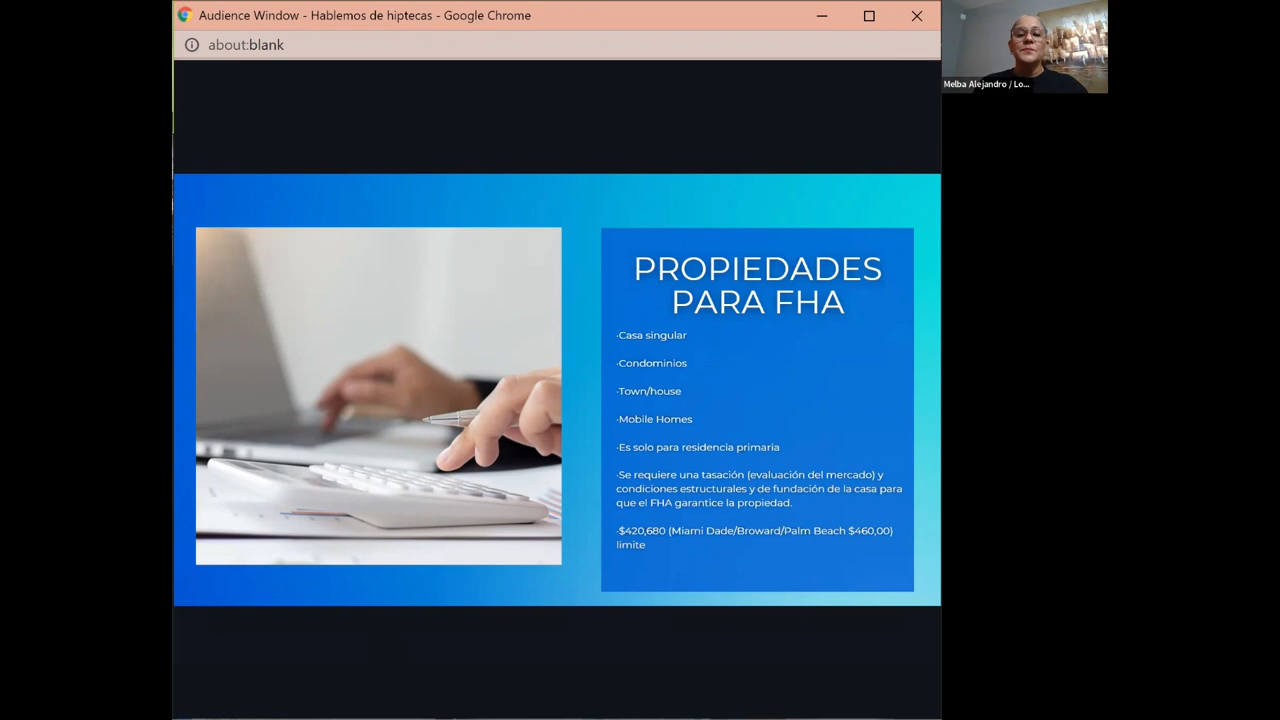 Audience Window - Hablemos de hiptecas - Google Chrome
about:blank
Melba Alejandro / Lo...
PROPIEDADES
PARA FHA
·Casa singular
·Condominios
·Town/house
·Mobile Homes
·Es solo para residencia primaria
·Se requiere una tasación (evaluación del mercado) y
condiciones estructurales y de fundación de la casa para
que el FHA garantice la propiedad.
·$420,680 (Miami Dade/Broward/Palm Beach $460,00)
limite